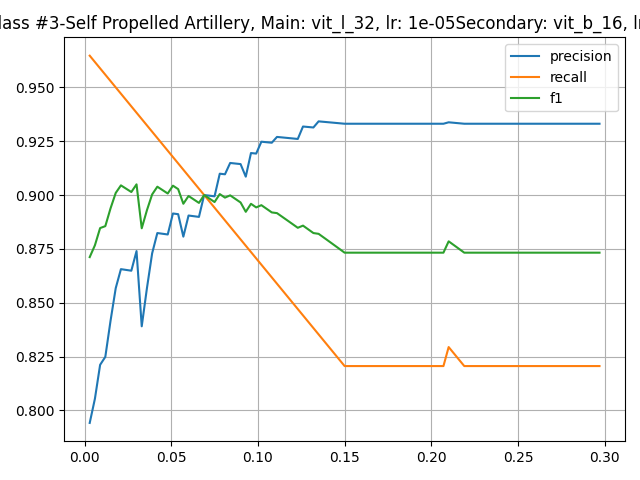 lass #3-Self Propelled Artillery, Main: vit_l_32, lr: 1e-05Secondary: vit_b_16, l
precision
recall
f1
0.950
0.925
0.900
0.875
0.850
0.825
0.800
0.00 0.05 0.10 0.15 0.20 0.25 0.30